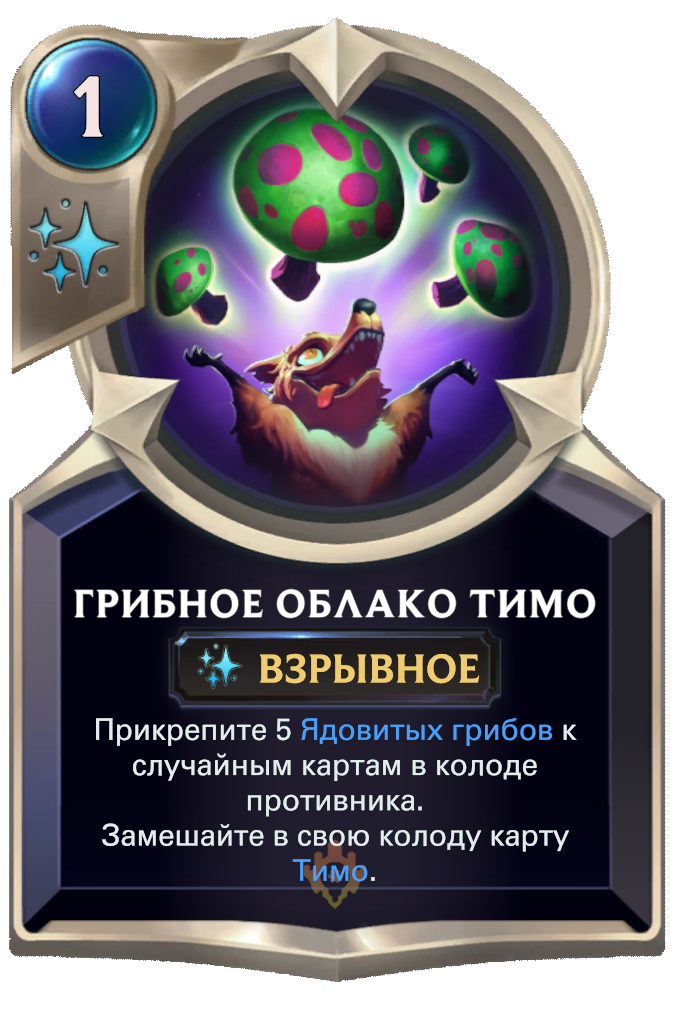 1
ГРИБНОЕ ОБЛАКО ТИМО
ВЗРЫВНОЕ
Прикрепите 5 Ядовитых грибов к
случайным картам в колоде
противника.
Замешайте в свою колоду карту
Тимо.